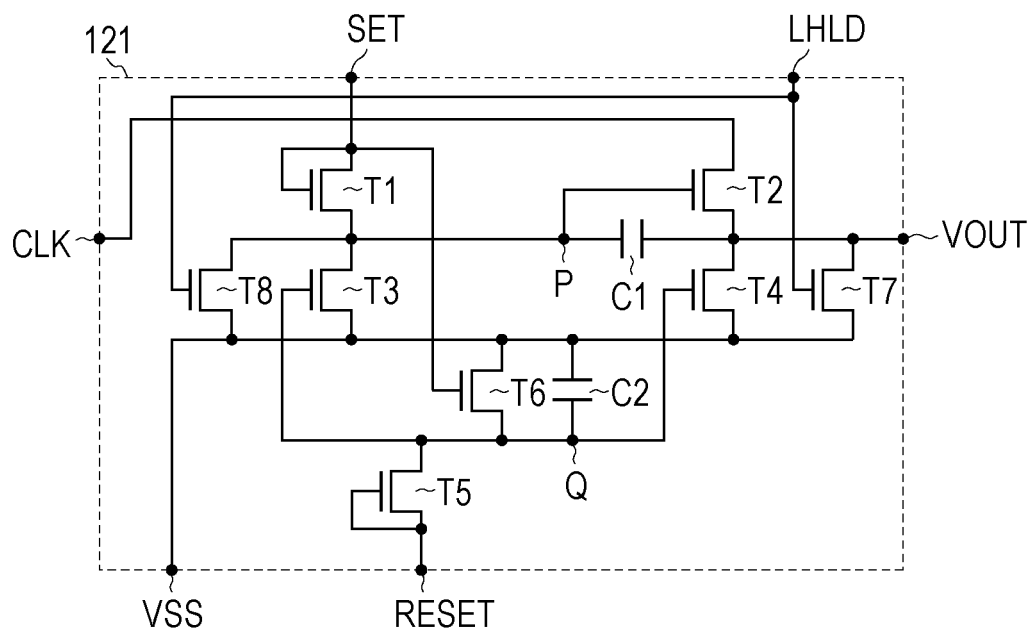 121
SET
LHLD
T1
T2
CLK
VOUT
P
C1
T8
T3
T4
T7
T6
C2
Q
T5
VSS
RESET